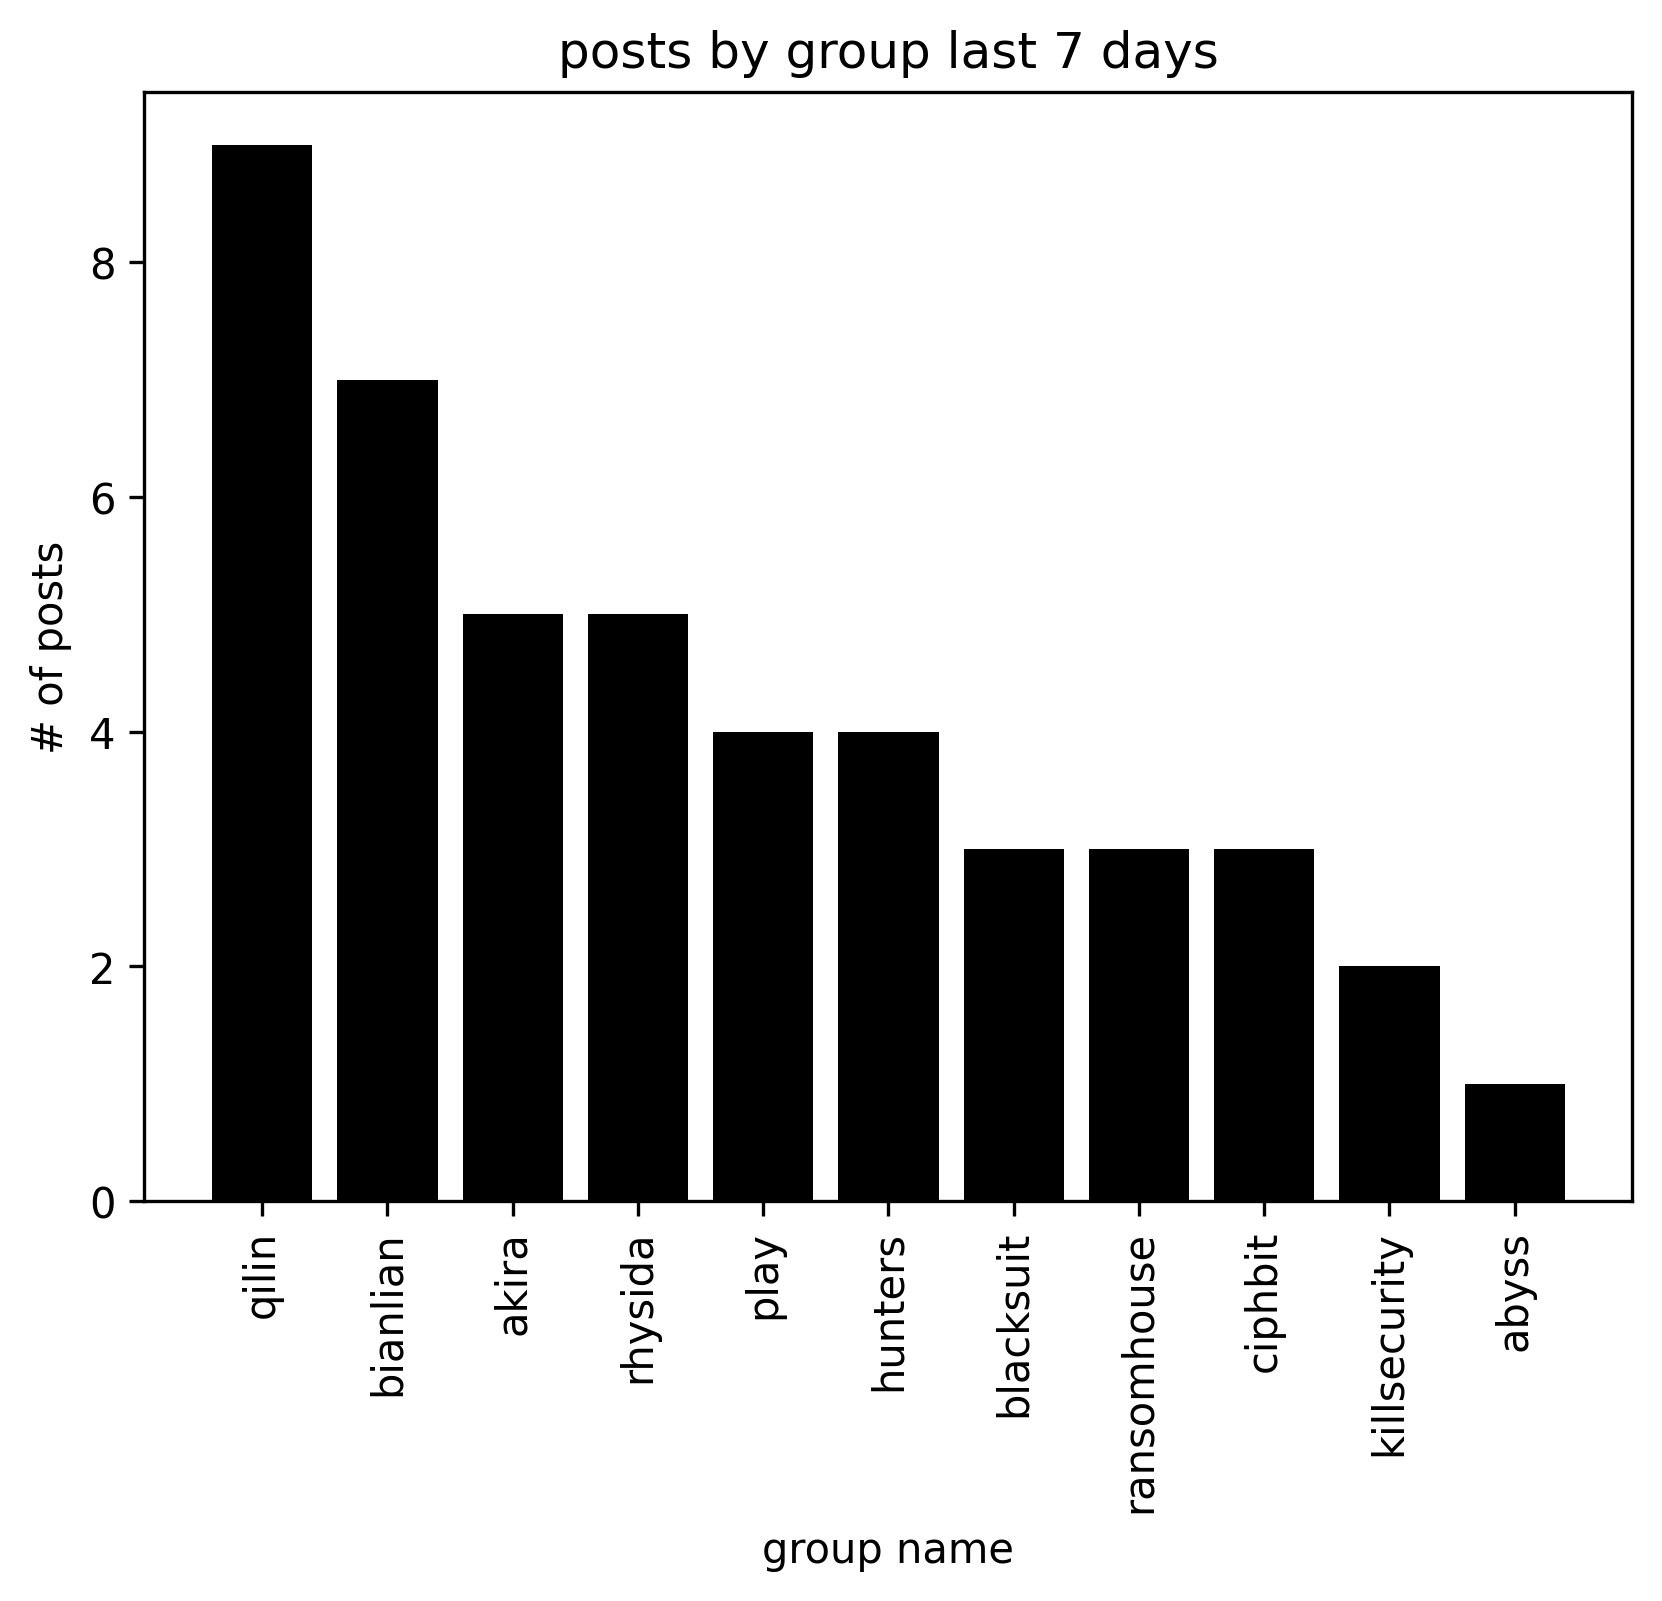 posts by group last 7 days
# of posts
8
6
4
2
0
qilin
bianlian
akira
rhysida
play
hunters
blacksuit
ransomhouse
ciphbit
killsecurity
abyss
group name